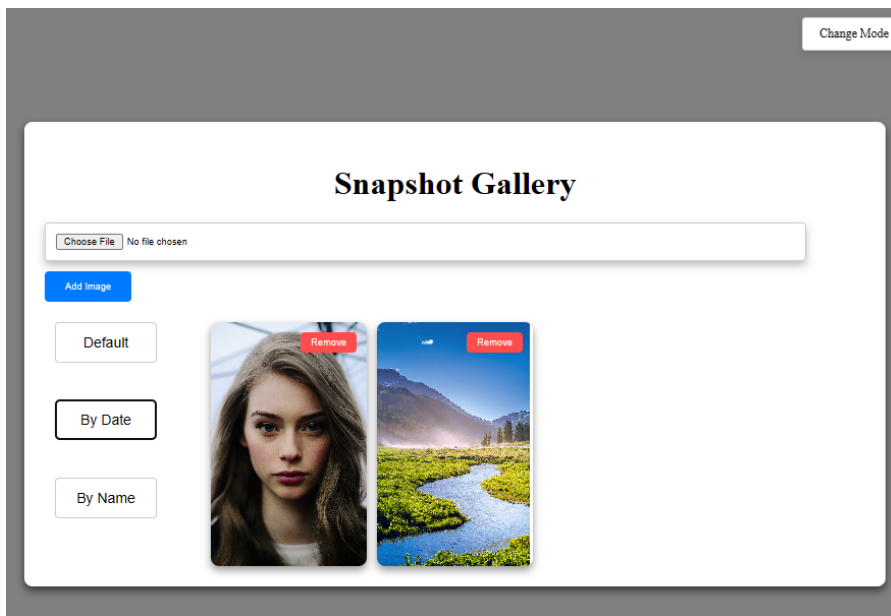 Change Mode
Snapshot Gallery
Choose File No file chosen
Add Image
Default
By Date
By Name
Remove
Remove